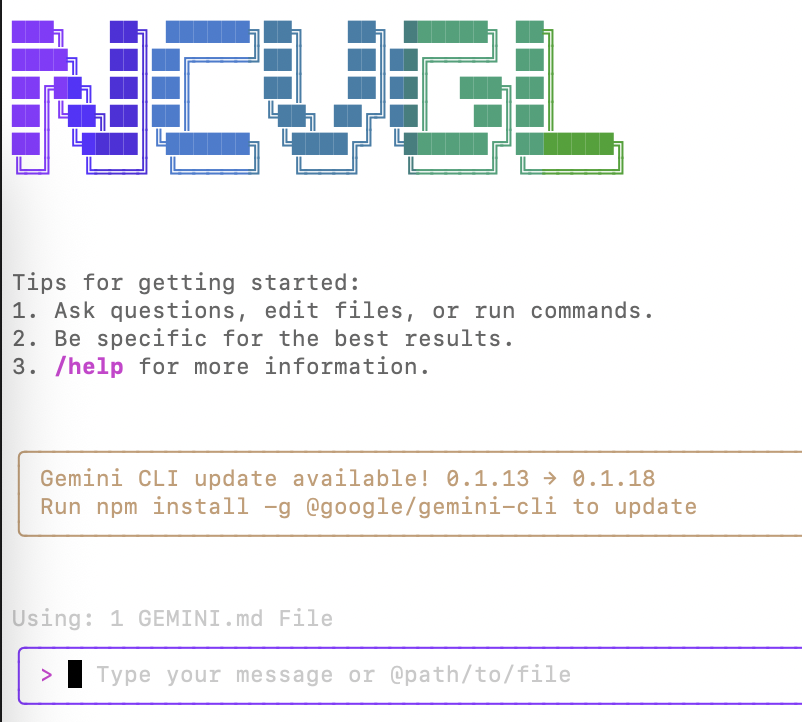 NCVGL
Tips for getting started:
1. Ask questions, edit files, or run commands.
2. Be specific for the best results.
3. /help for more information.
Gemini CLI update available! 0.1.13 → 0.1.18
Run npm install -g @google/gemini-cli to update
Using: 1 GEMINI.md File
> Type your message or @path/to/file